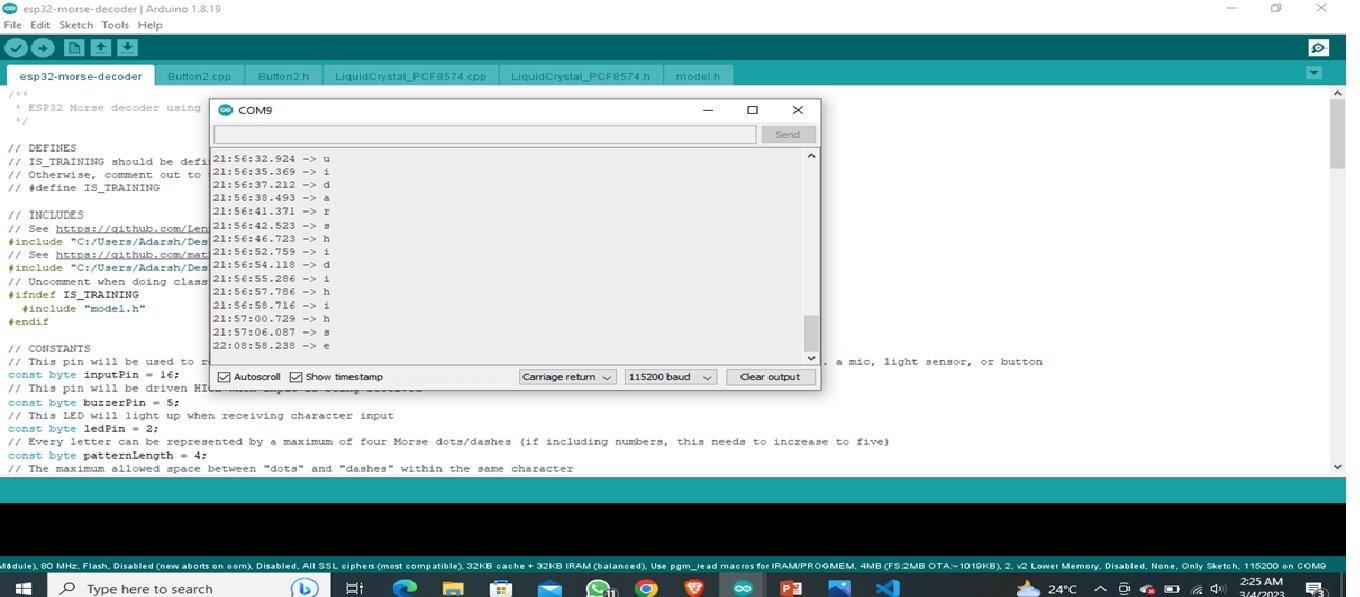 esp32-morse-decoder | Arduino 1.8.19
File Edit Sketch Tools Help
esp32-morse-decoder Button2.cpp Button2.h LiquidCrystal_PCF8574.cpp LiquidCrystal_PCF8574.h model.h
/**
* ESP32 Morse decoder using
*/
// DEFINES
// IS_TRAINING should be defi
// Otherwise, comment out to
// #define IS_TRAINING
// INCLUDES
// See https://github.com/Len
#include "C:/Users/Adarsh/Des
// See https://github.com/mat
#include "C:/Users/Adarsh/Des
// Uncomment when doing class
#ifndef IS_TRAINING
#include "model.h"
#endif
// CONSTANTS
// This pin will be used to r
. a mic, light sensor, or button
const byte inputPin = 16;
// This pin will be driven
const byte buzzerPin = 5;
// This LED will light up when receiving character input
const byte ledPin = 2;
// Every letter can be represented by a maximum of four Morse dots/dashes (if including numbers, this needs to increase to five)
const byte patternLength = 4;
// The maximum allowed space between "dots" and "dashes" within the same character
COM9
Send
21:56:32.924 -> u
21:56:35.369 -> i
21:56:37.212 -> d
21:56:38.493 -> a
21:56:41.371 -> r
21:56:42.523 -> s
21:56:46.723 -> h
21:56:52.759 -> i
21:56:54.118 -> d
21:56:55.286 -> i
21:56:57.786 -> h
21:56:58.716 -> i
21:57:00.729 -> h
21:57:06.087 -> s
22:08:58.238 -> e
Autoscroll Show timestamp Carriage return 115200 baud Clear output
Module), 80 MHz, Flash, Disabled (new aborts on oom), Disabled, All SSL ciphers (most compatible), 32KB cache + 32KB IRAM (balanced), Use pgm_read macros for IRAM/PROGMEM, 4MB (FS:2MB OTA:~1019KB), 2, v2 Lower Memory, Disabled, None, Only Sketch, 115200 on COM9
Type here to search
11
24°C
2:25 AM
3/4/2023
3